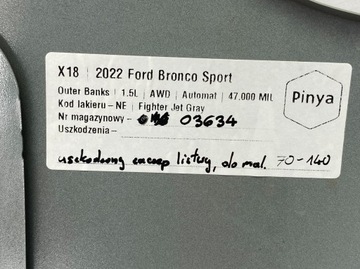 X18 | 2022 Ford Bronco Sport
Outer Banks | 1.5L | AWD | Automat | 47.000 MIL
Kod lakieru – NE | Fighter Jet Gray
Pinya
Nr magazynowy – 03634
Uszkodzenia –
uszkodzony zaczep listwy, do mal. 70-140